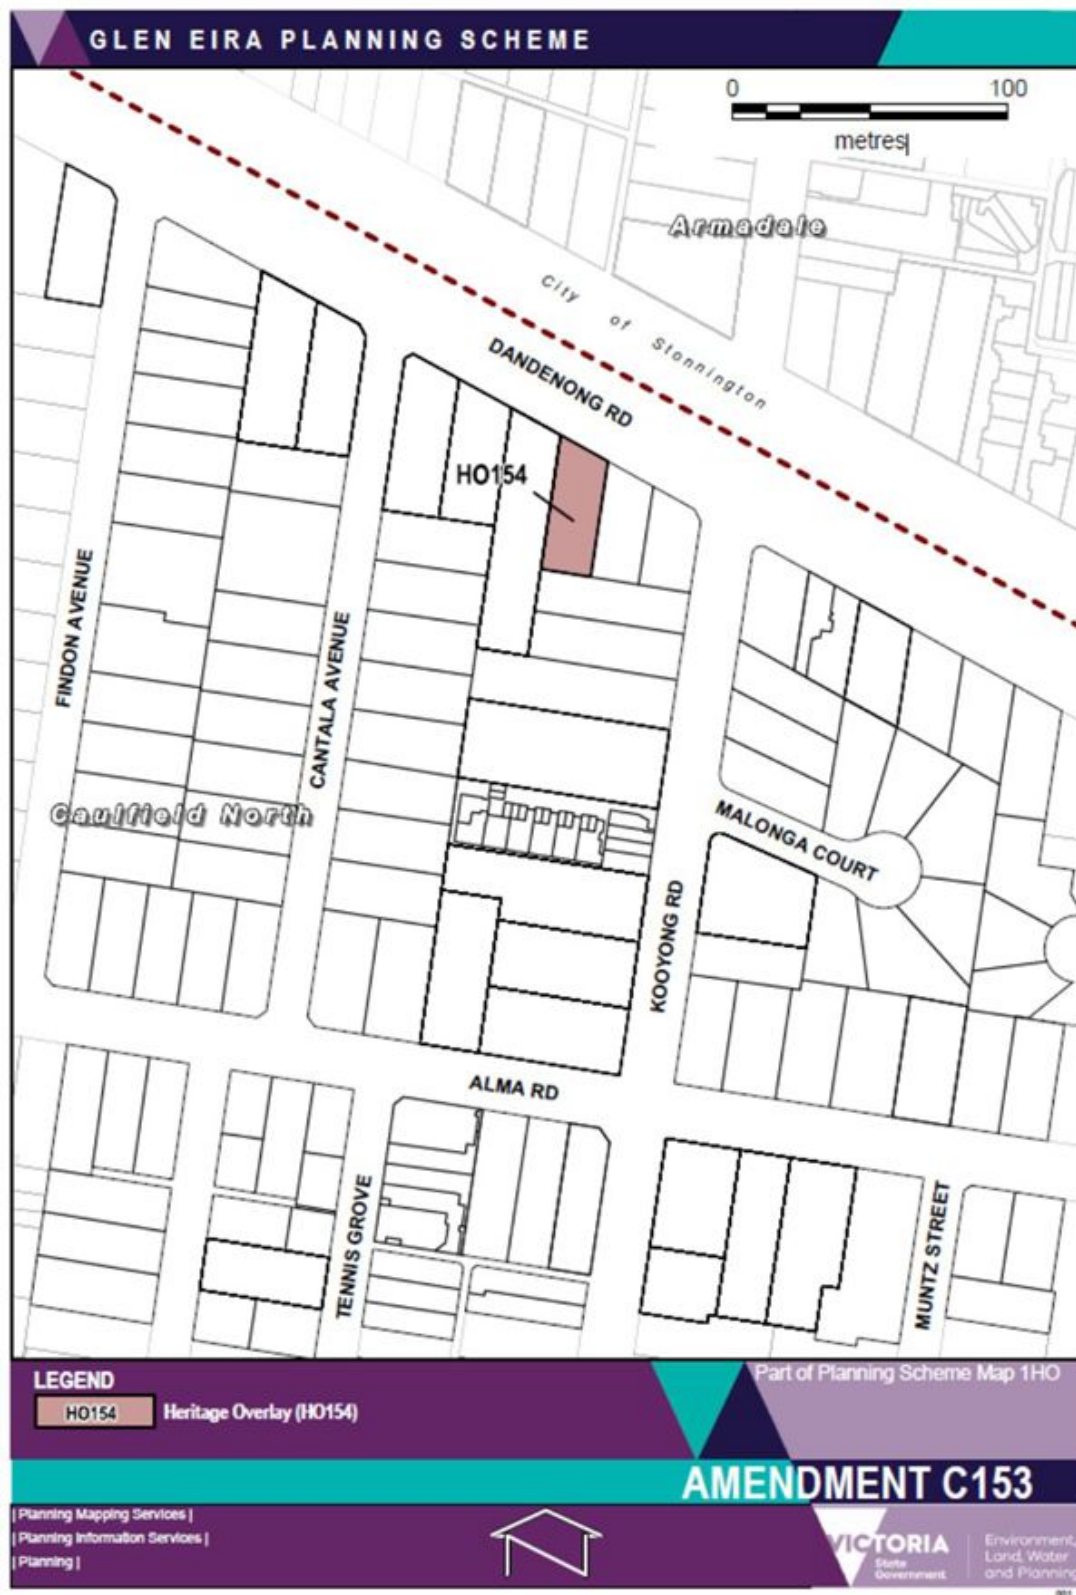 GLEN EIRA PLANNING SCHEME
0 100
metres
Armadale
City of Stonnington
DANDENONG RD
HO154
FINDON AVENUE
CANTALA AVENUE
Caulfield North
MALONGA COURT
KOOYONG RD
ALMA RD
TENNIS GROVE
MUNTZ STREET
LEGEND
HO154 Heritage Overlay (HO154)
Part of Planning Scheme Map 1HO
AMENDMENT C153
| Planning Mapping Services |
| Planning Information Services |
| Planning |
VICTORIA
State
Government
Environment,
Land, Water
and Planning
001